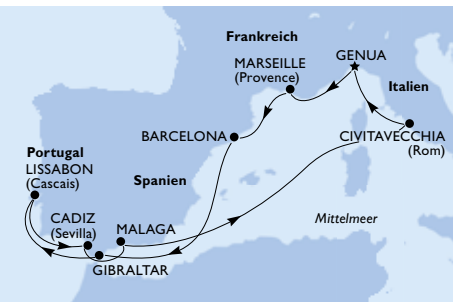 Frankreich
MARSEILLE
(Provence)
GENUA
Italien
BARCELONA
CIVITAVECCHIA
(Rom)
Portugal
LISSABON
(Cascais)
Spanien
CADIZ
(Sevilla)
MALAGA
Mittelmeer
GIBRALTAR